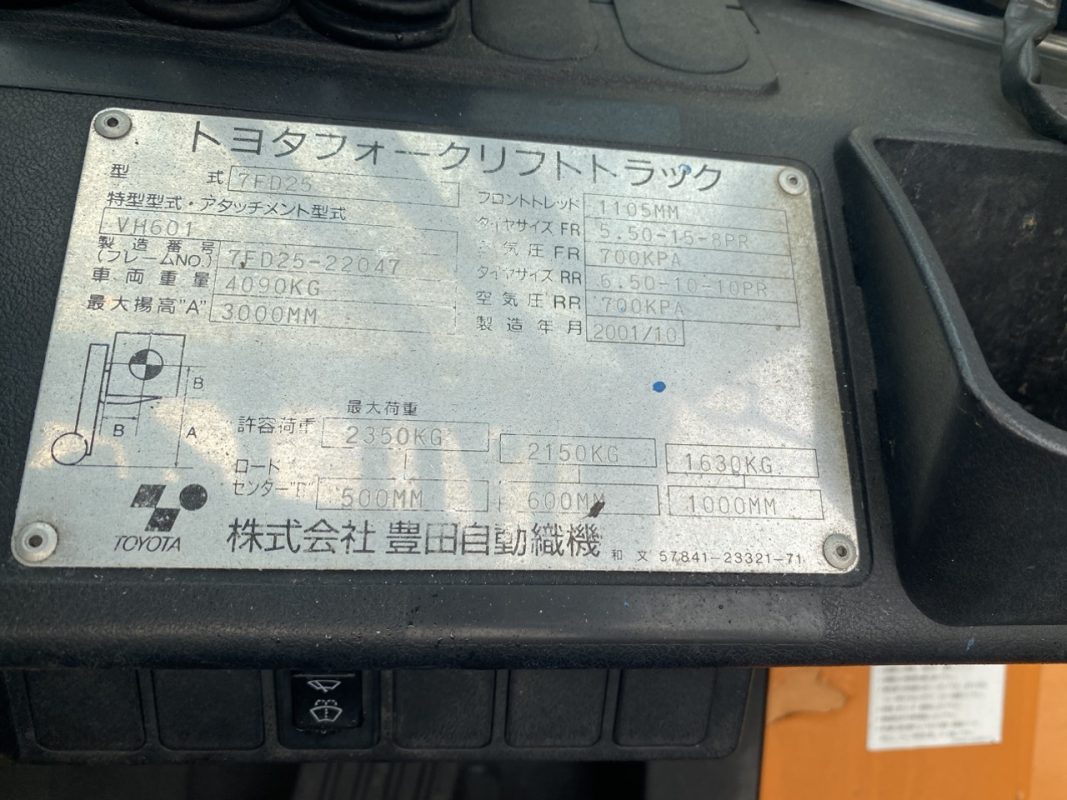 トヨタフォークリフトトラック
型 式 7FD25
特型型式・アタッチメント型式
VH601
製造番号
(フレームNO.) 7FD25-22047
車両重量 4090KG
最大揚高"A" 3000MM
フロントトレッド 1105MM
タイヤサイズ FR 5.50-15-8PR
空気圧 FR 700KPA
タイヤサイズ RR 6.50-10-10PR
空気圧 RR 700KPA
製造年月 2001/10
B
B
A
最大荷重
許容荷重 2350KG 2150KG 1630KG
ロード
センター"B" 500MM 600MM 1000MM
TOYOTA
株式会社 豊田自動織機
和文 57841-23321-71